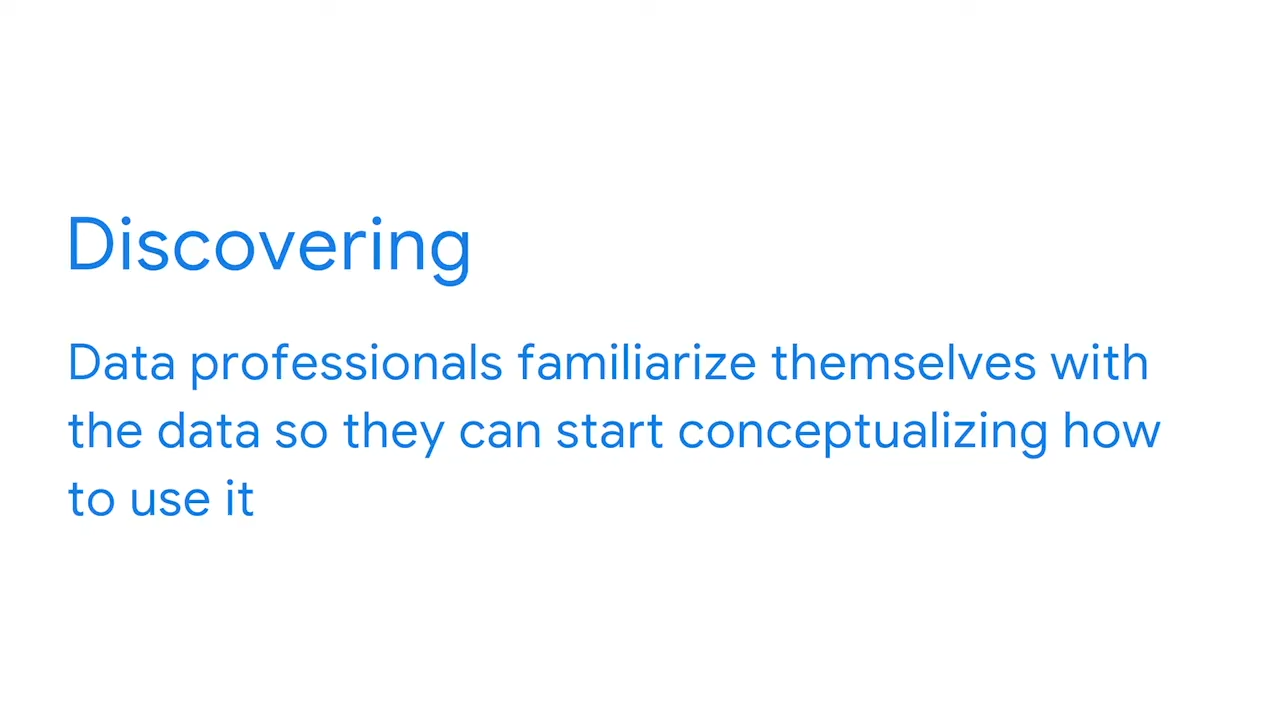 Discovering
Data professionals familiarize themselves with
the data so they can start conceptualizing how
to use it